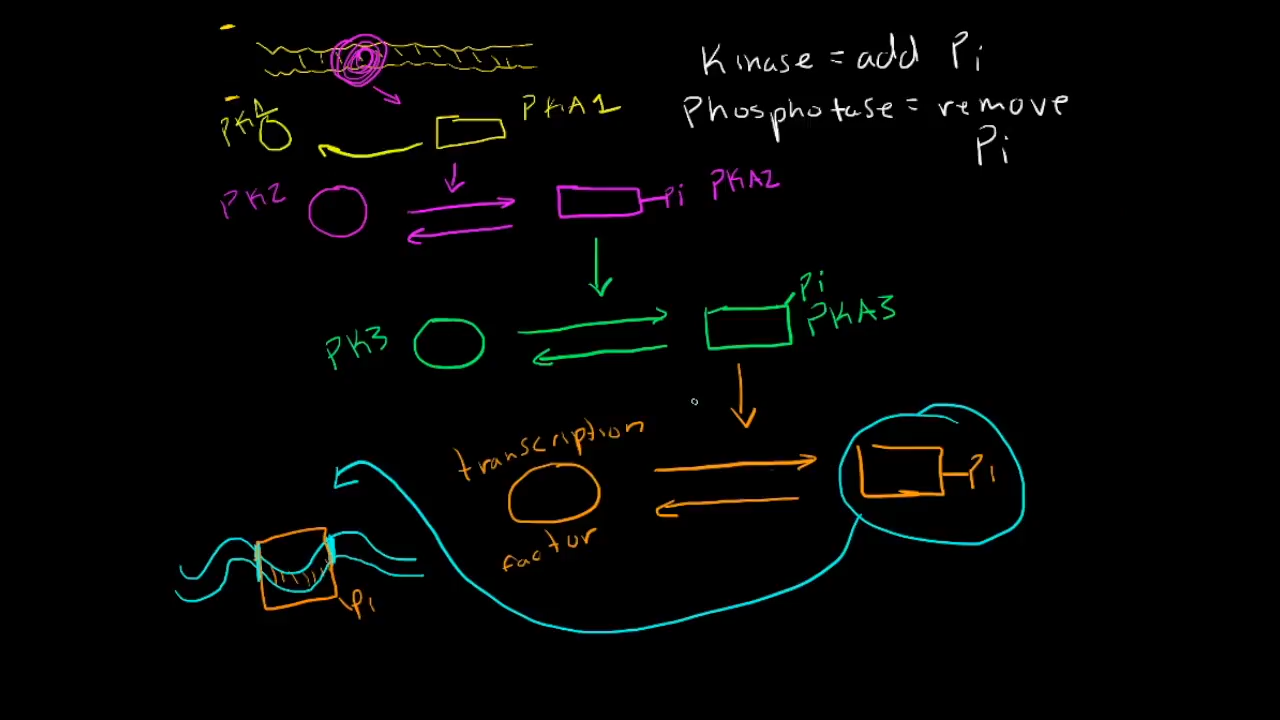 Kinase = add Pi
Phosphotase = remove
Pi
PK1
PKA1
PK2
Pi PKA2
Pi
PK3
PKA3
transcription
factor
Pi
Pi